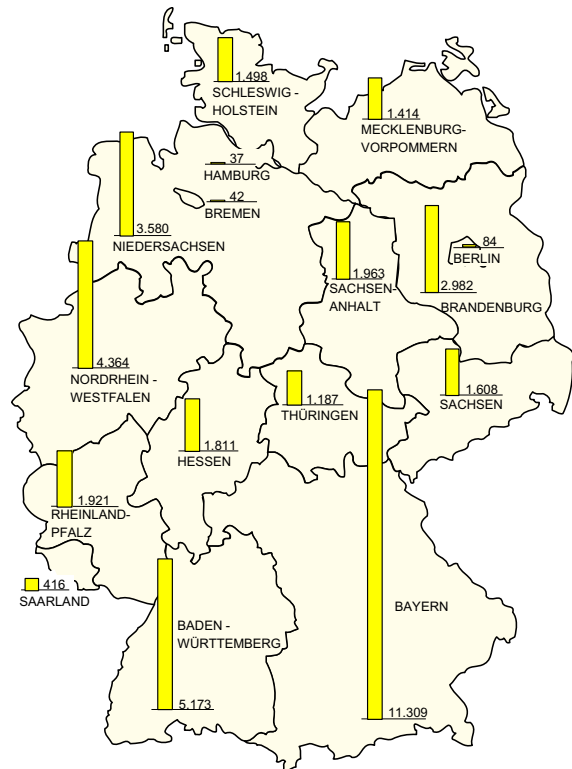 1.498
SCHLESWIG -
HOLSTEIN
1.414
MECKLENBURG-
VORPOMMERN
37
HAMBURG
42
BREMEN
3.580
NIEDERSACHSEN
84
BERLIN
1.963
SACHSEN-
ANHALT
2.982
BRANDENBURG
4.364
NORDRHEIN -
WESTFALEN
1.608
SACHSEN
1.187
THÜRINGEN
1.811
HESSEN
1.921
RHEINLAND-
PFALZ
416
SAARLAND
BADEN -
WÜRTTEMBERG
5.173
BAYERN
11.309